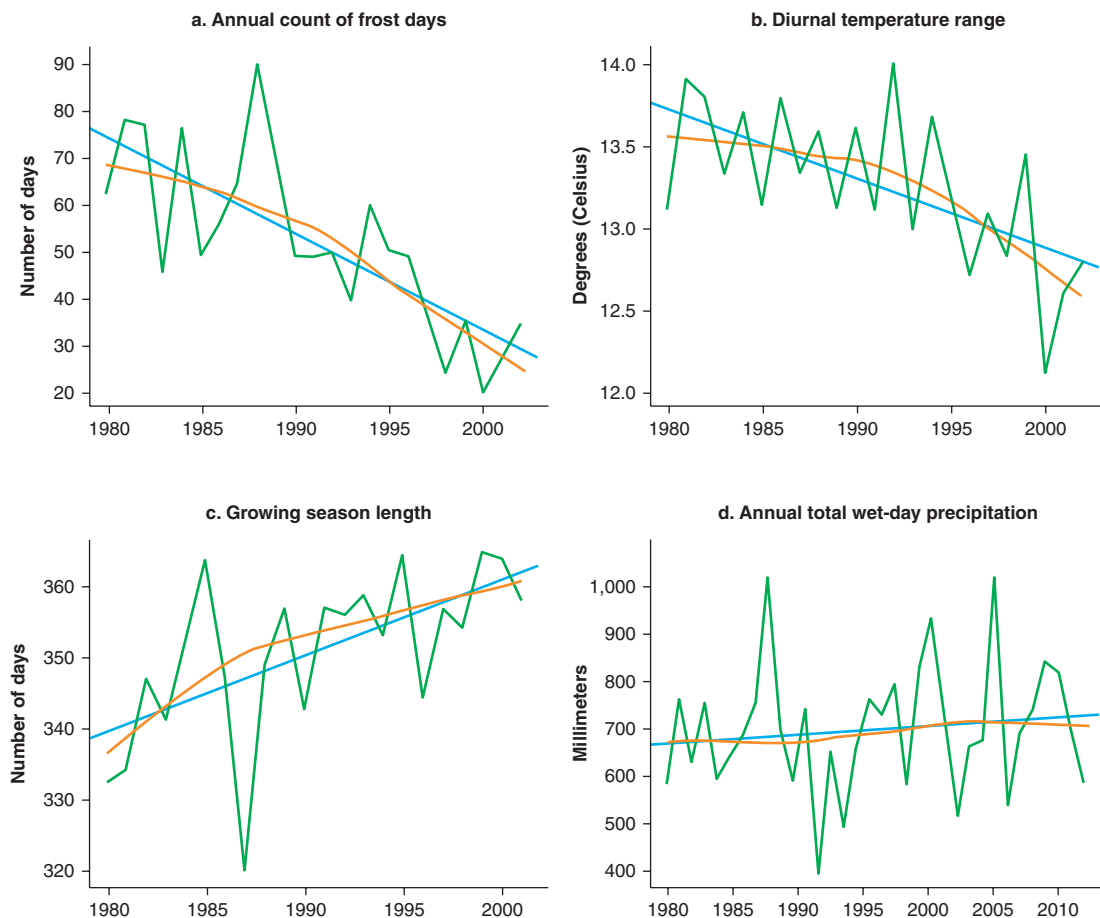 a. Annual count of frost days
Number of days
90
80
70
60
50
40
30
20
1980 1985 1990 1995 2000
b. Diurnal temperature range
Degrees (Celsius)
14.0
13.5
13.0
12.5
12.0
1980 1985 1990 1995 2000
c. Growing season length
Number of days
360
350
340
330
320
1980 1985 1990 1995 2000
d. Annual total wet-day precipitation
Millimeters
1,000
900
800
700
600
500
400
1980 1985 1990 1995 2000 2005 2010